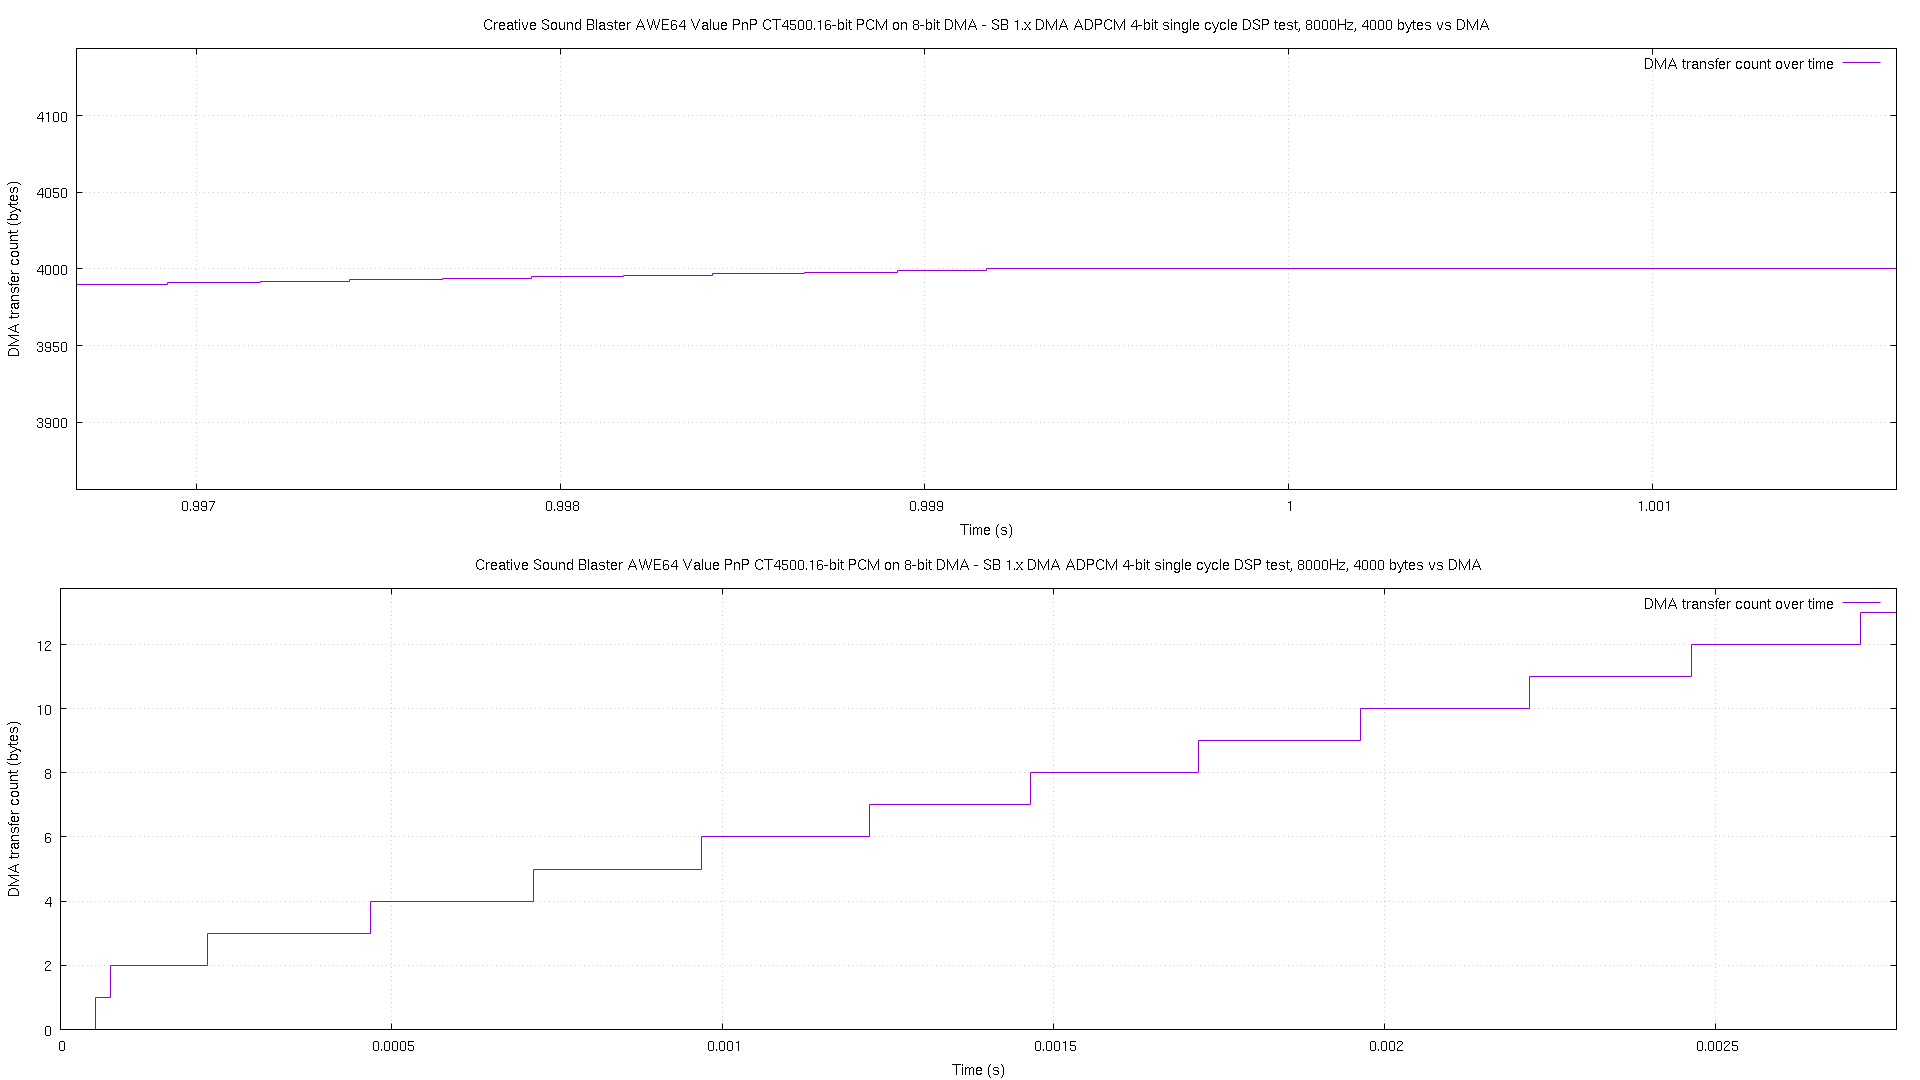 Creative Sound Blaster AWE64 Value PnP CT4500.16-bit PCM on 8-bit DMA - SB 1.x DMA ADPCM 4-bit single cycle DSP test, 8000Hz, 4000 bytes vs DMA
DMA transfer count over time
4100
4050
4000
3950
3900
DMA transfer count (bytes)
0.997 0.998 0.999 1 1.001
Time (s)
Creative Sound Blaster AWE64 Value PnP CT4500.16-bit PCM on 8-bit DMA - SB 1.x DMA ADPCM 4-bit single cycle DSP test, 8000Hz, 4000 bytes vs DMA
DMA transfer count over time
12
10
8
6
4
2
0
DMA transfer count (bytes)
0 0.0005 0.001 0.0015 0.002 0.0025
Time (s)